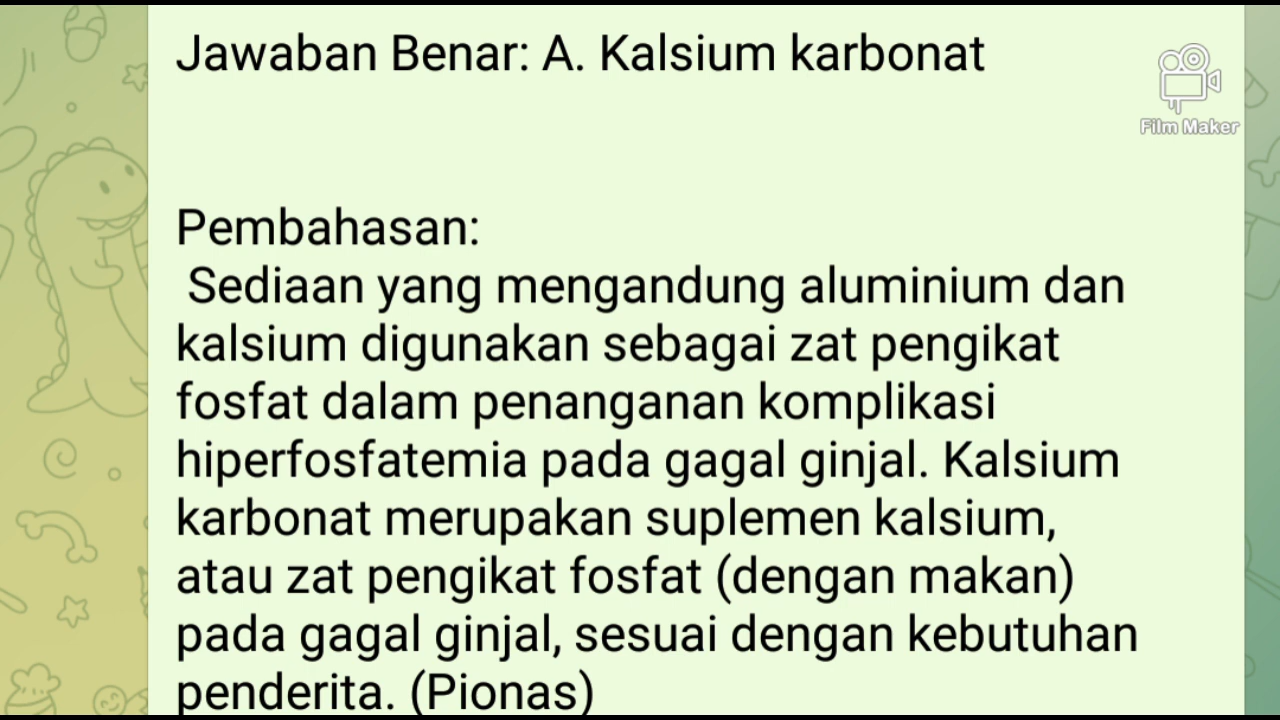 Jawaban Benar: A. Kalsium karbonat
Film Maker
Pembahasan:
Sediaan yang mengandung aluminium dan
kalsium digunakan sebagai zat pengikat
fosfat dalam penanganan komplikasi
hiperfosfatemia pada gagal ginjal. Kalsium
karbonat merupakan suplemen kalsium,
atau zat pengikat fosfat (dengan makan)
pada gagal ginjal, sesuai dengan kebutuhan
penderita. (Pionas)